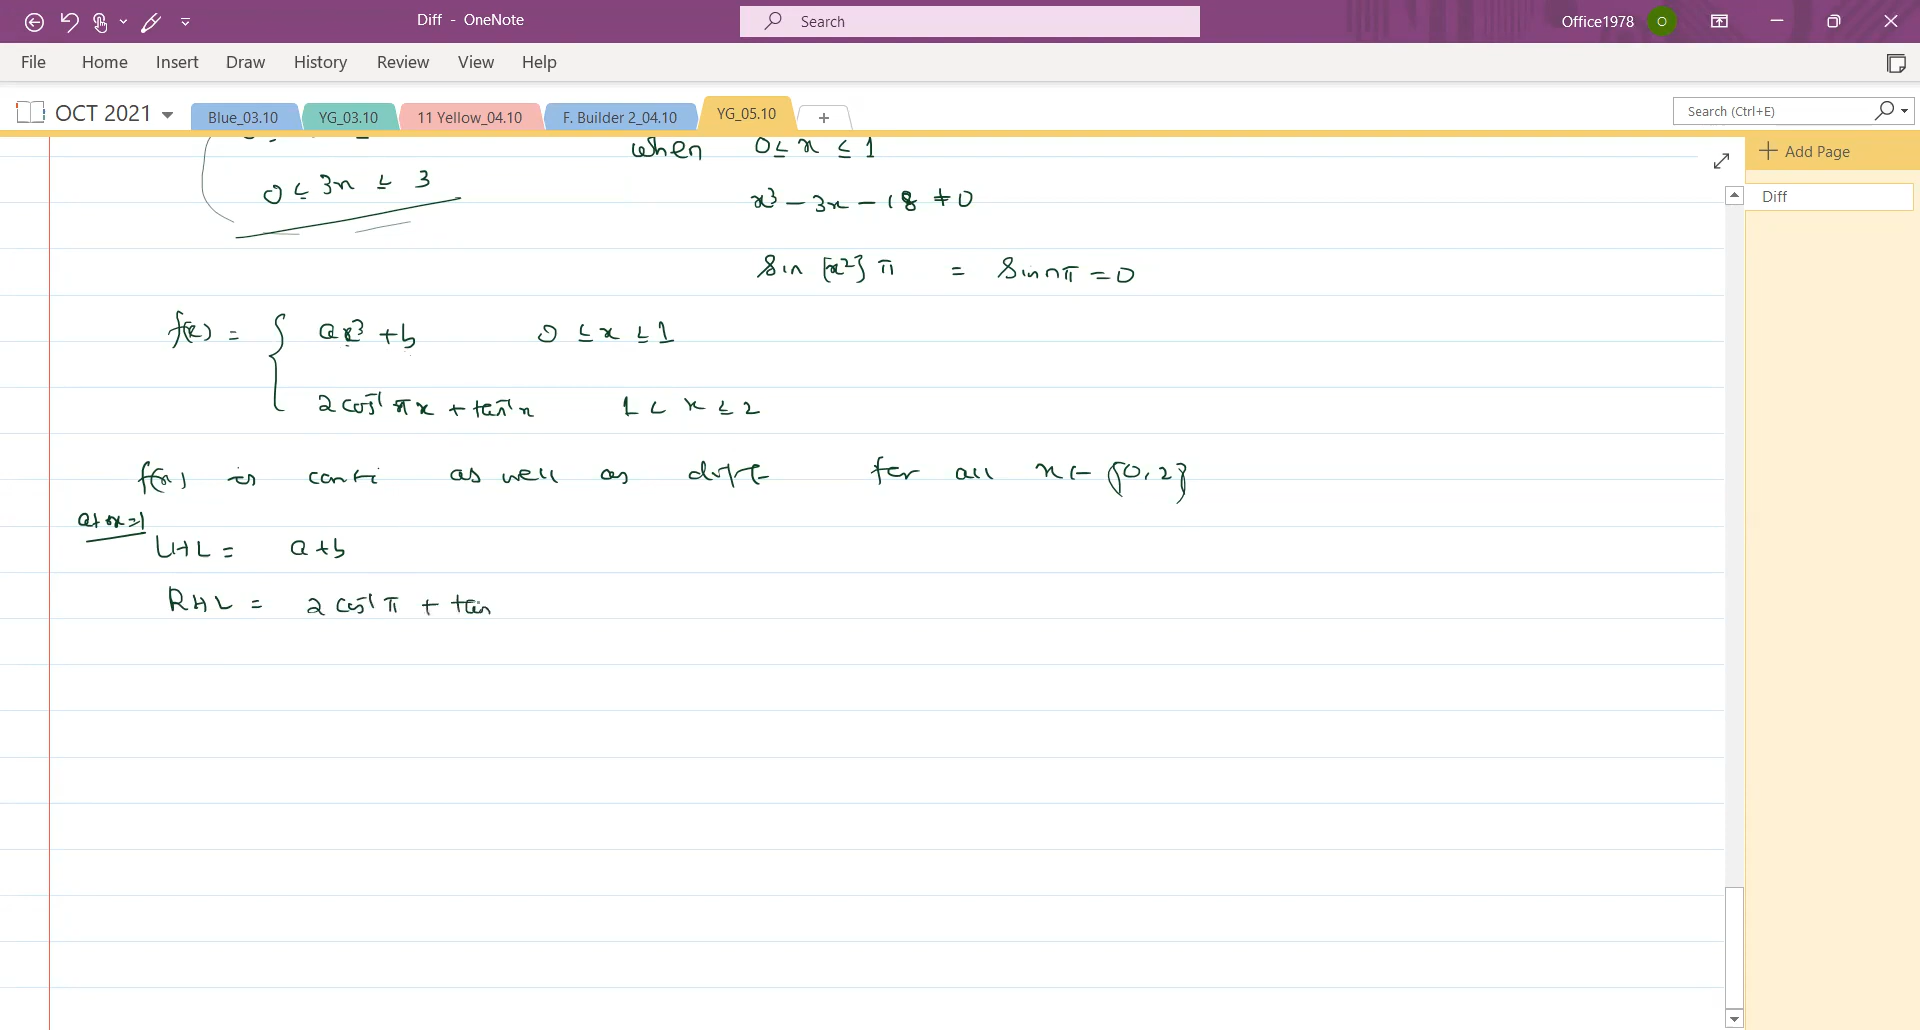 Diff - OneNote
Search
Office1978
O
File Home Insert Draw History Review View Help
OCT 2021
Blue_03.10
YG_03.10
11 Yellow_04.10
F. Builder 2_04.10
YG_05.10
+
Search (Ctrl+E)
Add Page
Diff
when 0 ≤ x ≤ 1
0 ≤ 3x ≤ 3
x³ - 3x - 18 ≠ 0
Sin [x²] π = Sin nπ = 0
f(x) = { ax³ + b 0 ≤ x ≤ 1
2 cos⁻¹ πx + tan⁻¹ x 1 < x ≤ 2
f(x) is conti as well as diff for all x ∈ [0, 2]
at x = 1
LHL = a + b
RHL = 2 cos⁻¹ π + tan